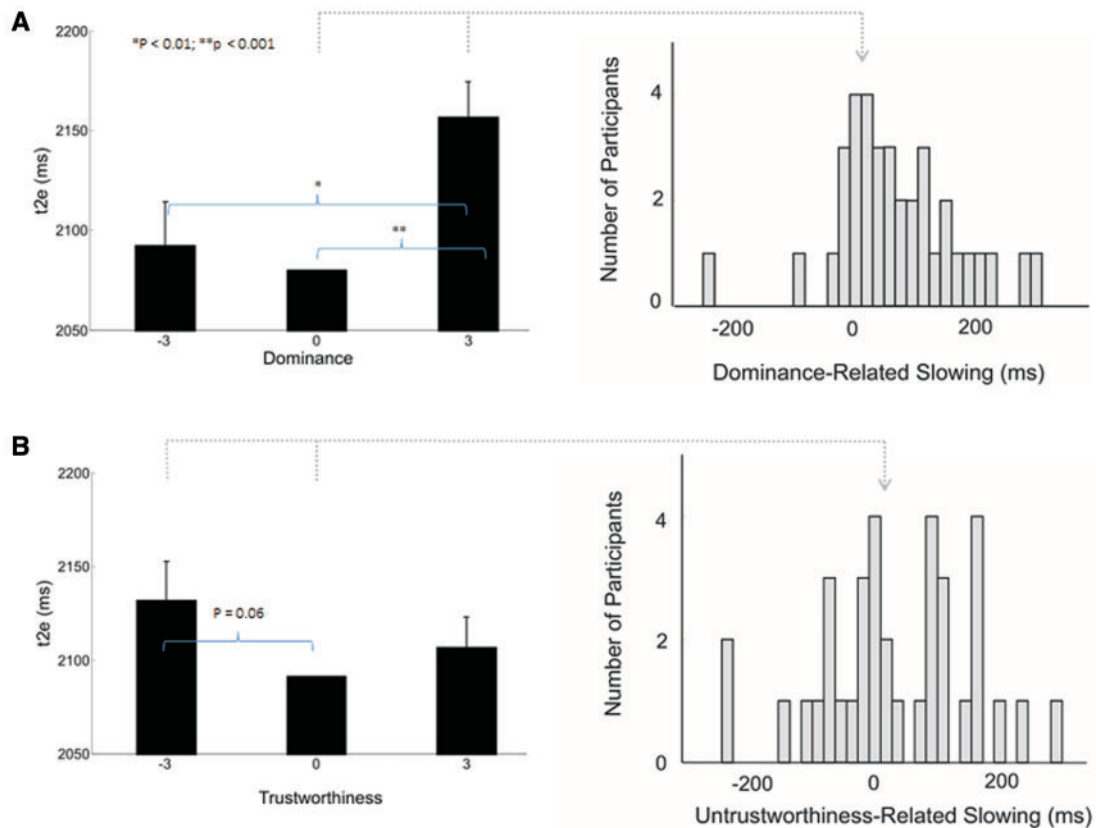 A
2200
2150
2100
2050
t2e (ms)
*P < 0.01; **p < 0.001
*
**
-3
0
3
Dominance
Number of Participants
4
2
0
-200
0
200
Dominance-Related Slowing (ms)
B
2200
2150
2100
2050
t2e (ms)
P = 0.06
-3
0
3
Trustworthiness
Number of Participants
4
2
0
-200
0
200
Untrustworthiness-Related Slowing (ms)